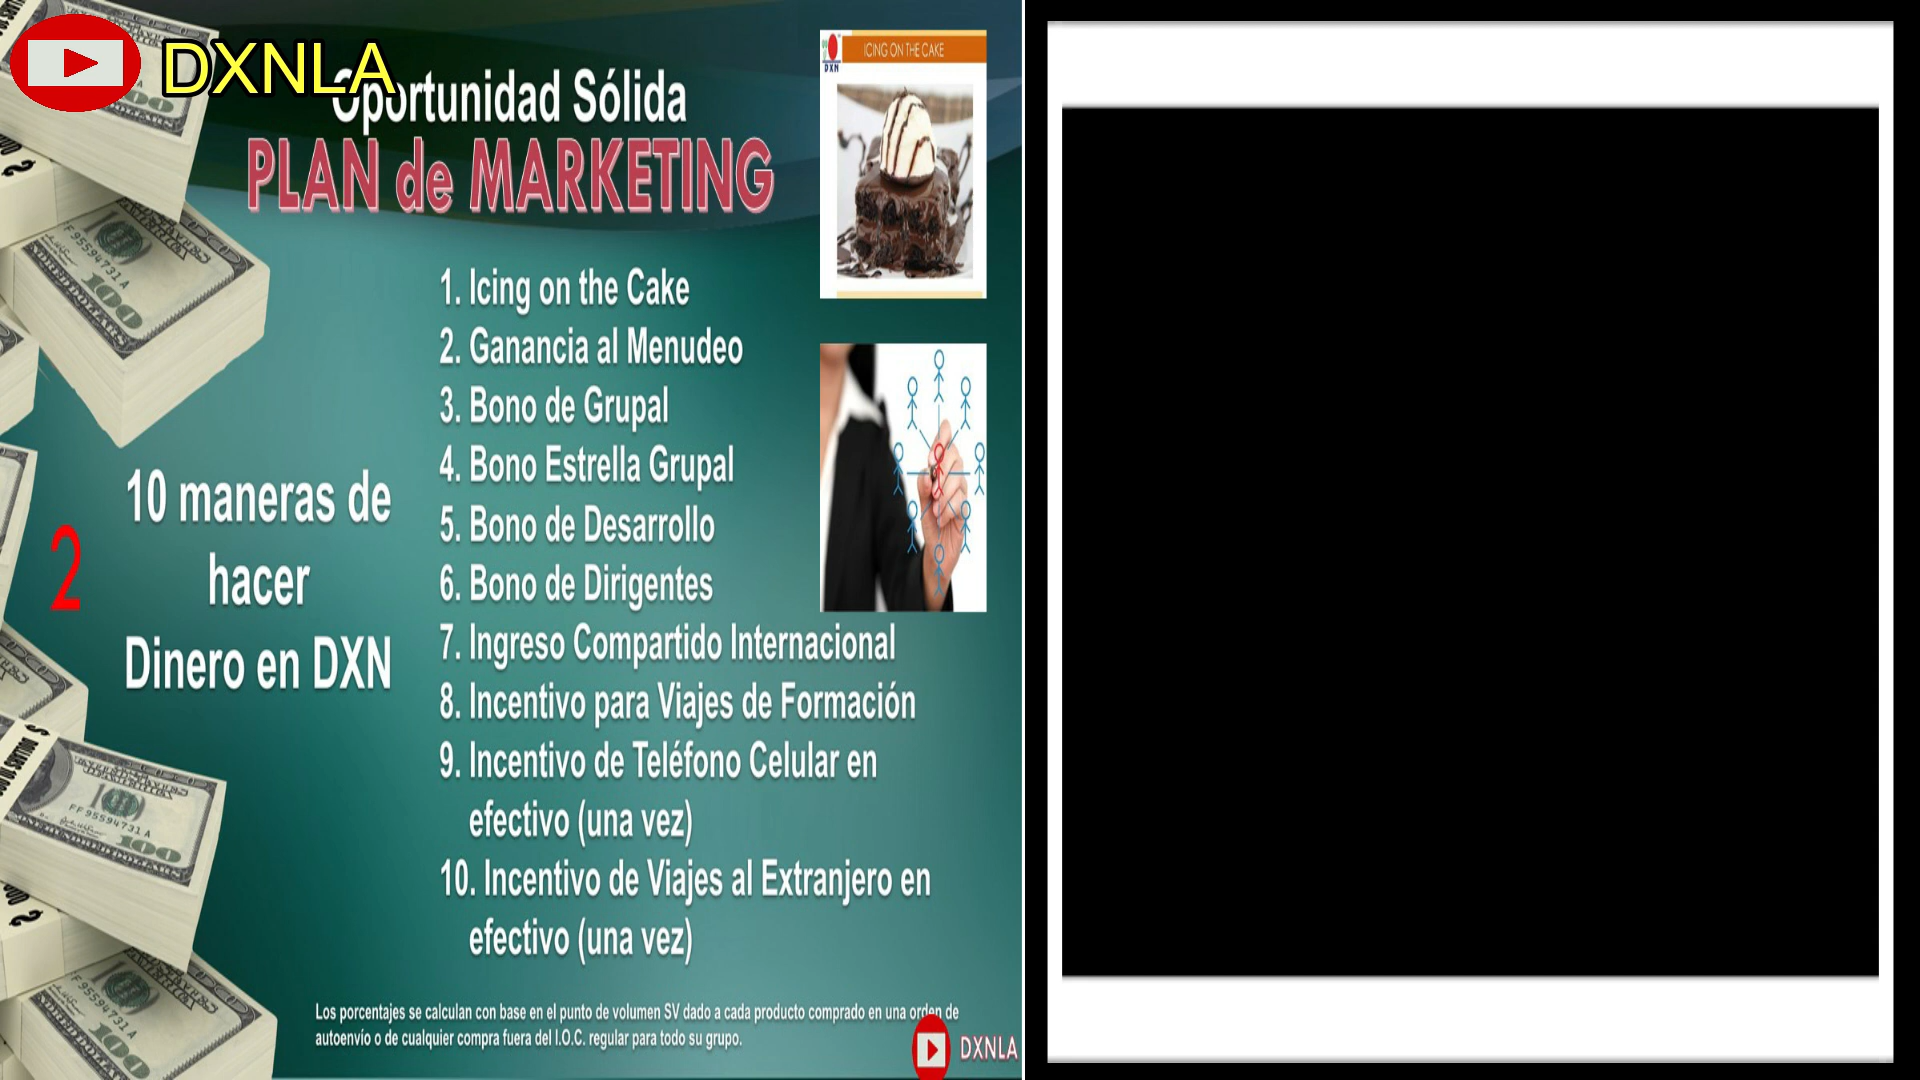 DXNLA
Oportunidad Sólida
PLAN de MARKETING
DXN
ICING ON THE CAKE
1. Icing on the Cake
2. Ganancia al Menudeo
3. Bono de Grupal
4. Bono Estrella Grupal
5. Bono de Desarrollo
6. Bono de Dirigentes
7. Ingreso Compartido Internacional
8. Incentivo para Viajes de Formación
9. Incentivo de Teléfono Celular en
efectivo (una vez)
10. Incentivo de Viajes al Extranjero en
efectivo (una vez)
2
10 maneras de
hacer
Dinero en DXN
Los porcentajes se calculan con base en el punto de volumen SV dado a cada producto comprado en una orden de
autoenvío o de cualquier compra fuera del I.O.C. regular para todo su grupo.
DXNLA
FF95594731A
100